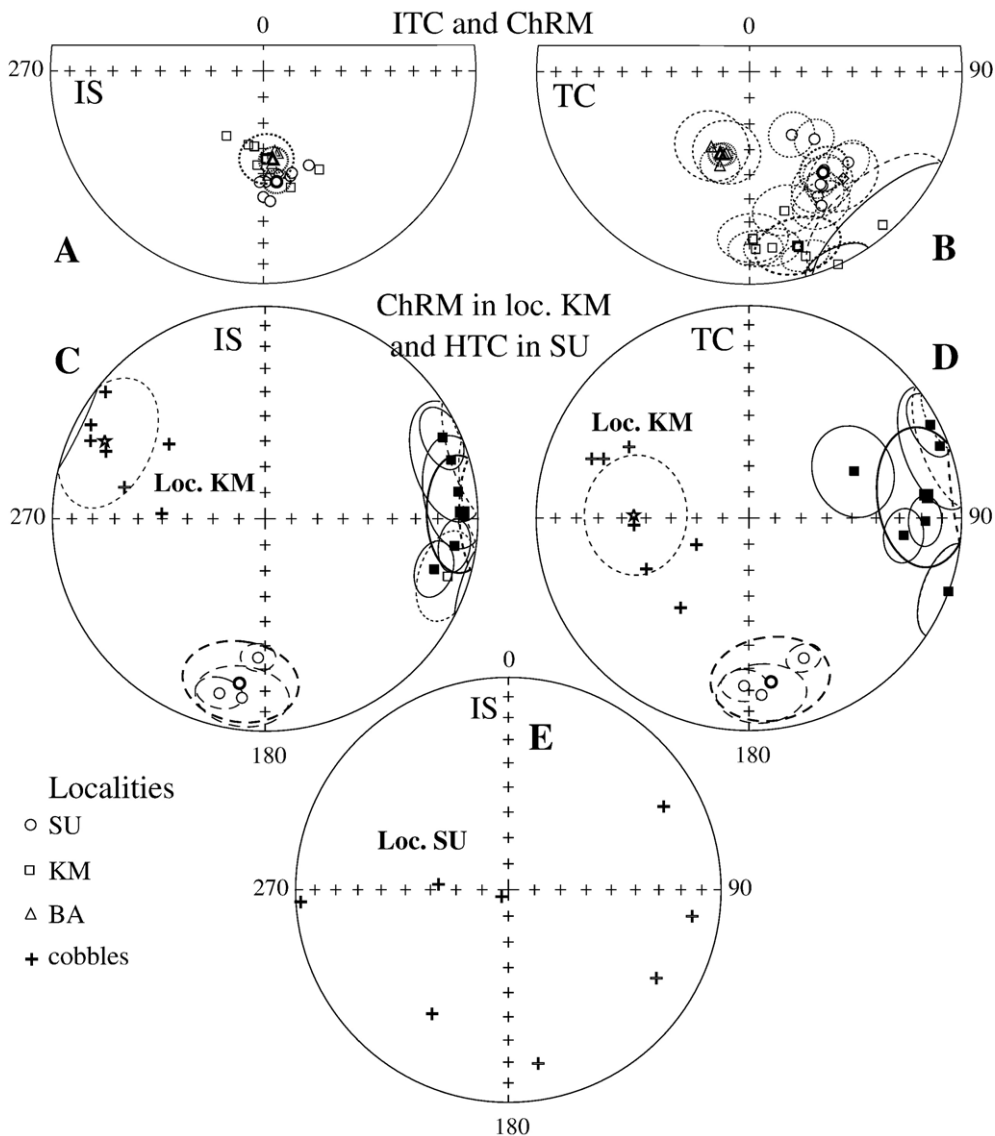 ITC and ChRM
0
0
270
90
IS
TC
A
B
ChRM in loc. KM
and HTC in SU
C
IS
TC
D
Loc. KM
Loc. KM
270
90
180
180
0
IS
E
Localities
SU
KM
BA
cobbles
Loc. SU
270
90
180